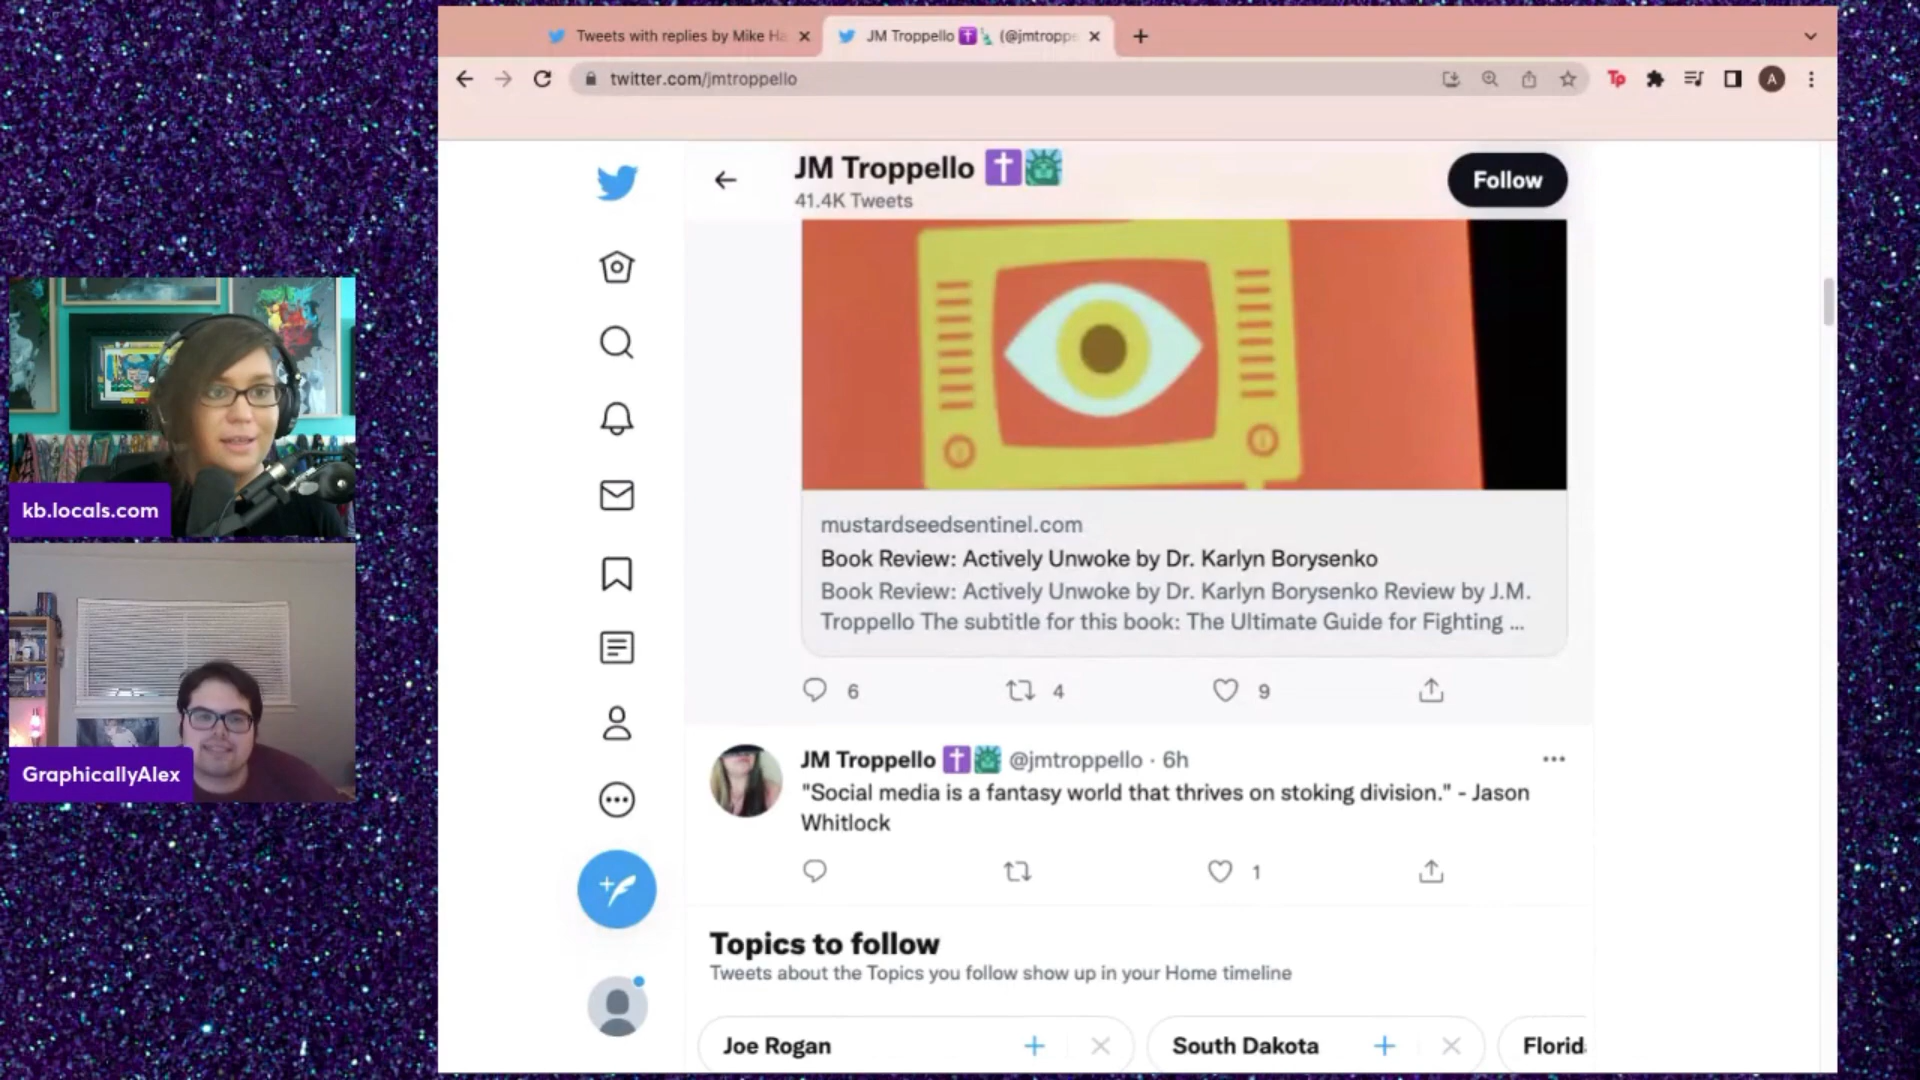 Tweets with replies by Mike Ha
JM Troppello (@jmtroppe
twitter.com/jmtroppello
Tp
A
JM Troppello
41.4K Tweets
Follow
mustardseedsentinel.com
Book Review: Actively Unwoke by Dr. Karlyn Borysenko
Book Review: Actively Unwoke by Dr. Karlyn Borysenko Review by J.M.
Troppello The subtitle for this book: The Ultimate Guide for Fighting ...
6 4 9
JM Troppello @jmtroppello · 6h
"Social media is a fantasy world that thrives on stoking division." - Jason
Whitlock
1
Topics to follow
Tweets about the Topics you follow show up in your Home timeline
Joe Rogan
South Dakota
Florid
kb.locals.com
GraphicallyAlex